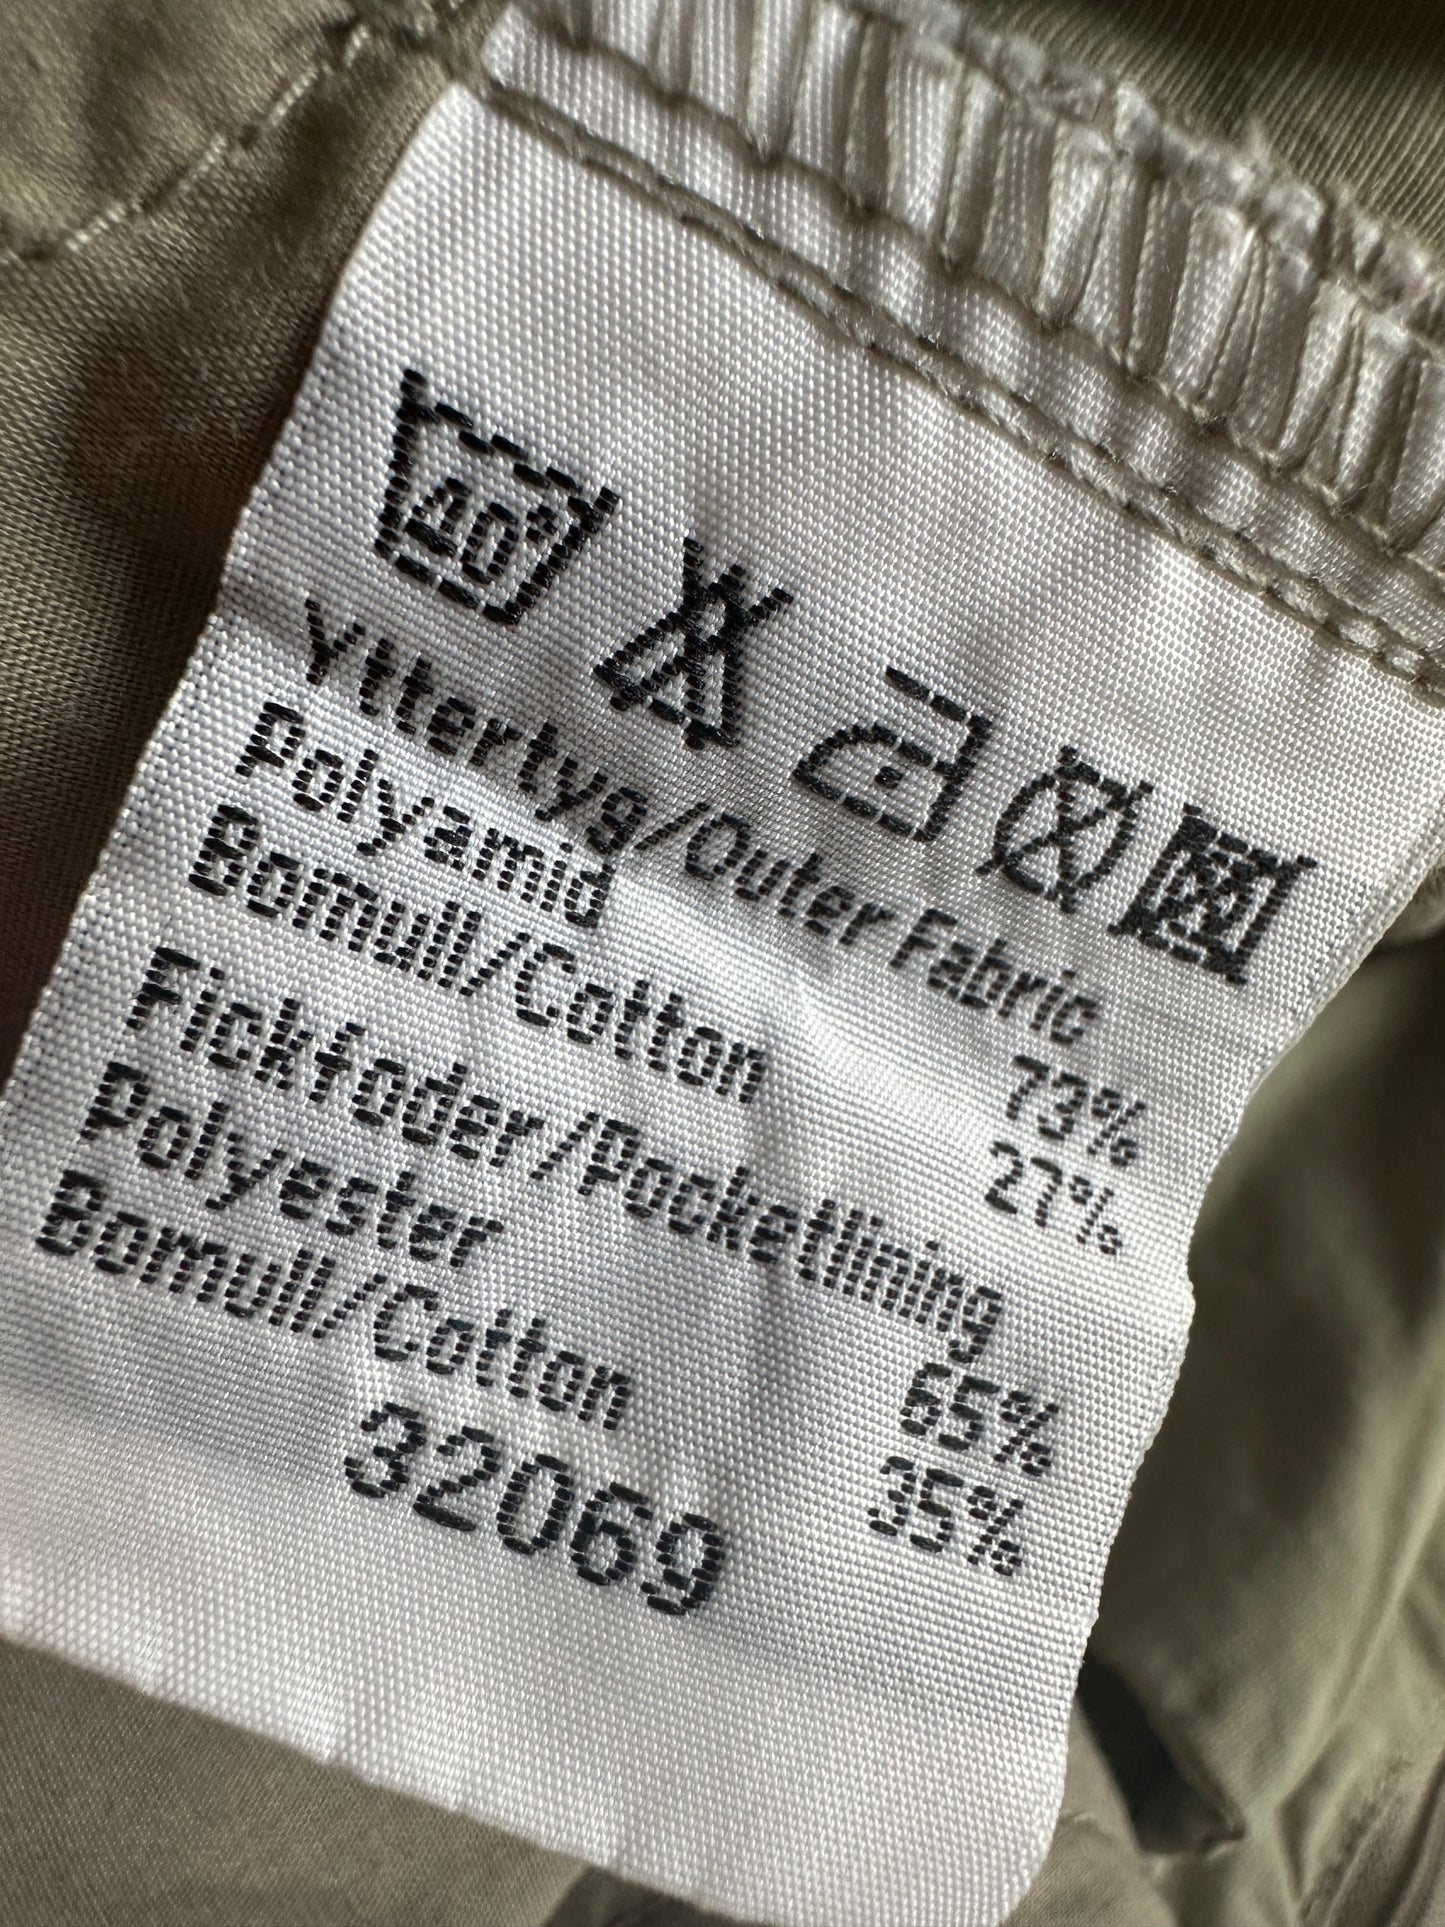 40°
Yttertyg/Outer Fabric
Polyamid 73%
Bomull/Cotton 27%
Fickfoder/Pocketlining
Polyester 65%
Bomull/Cotton 35%
32069